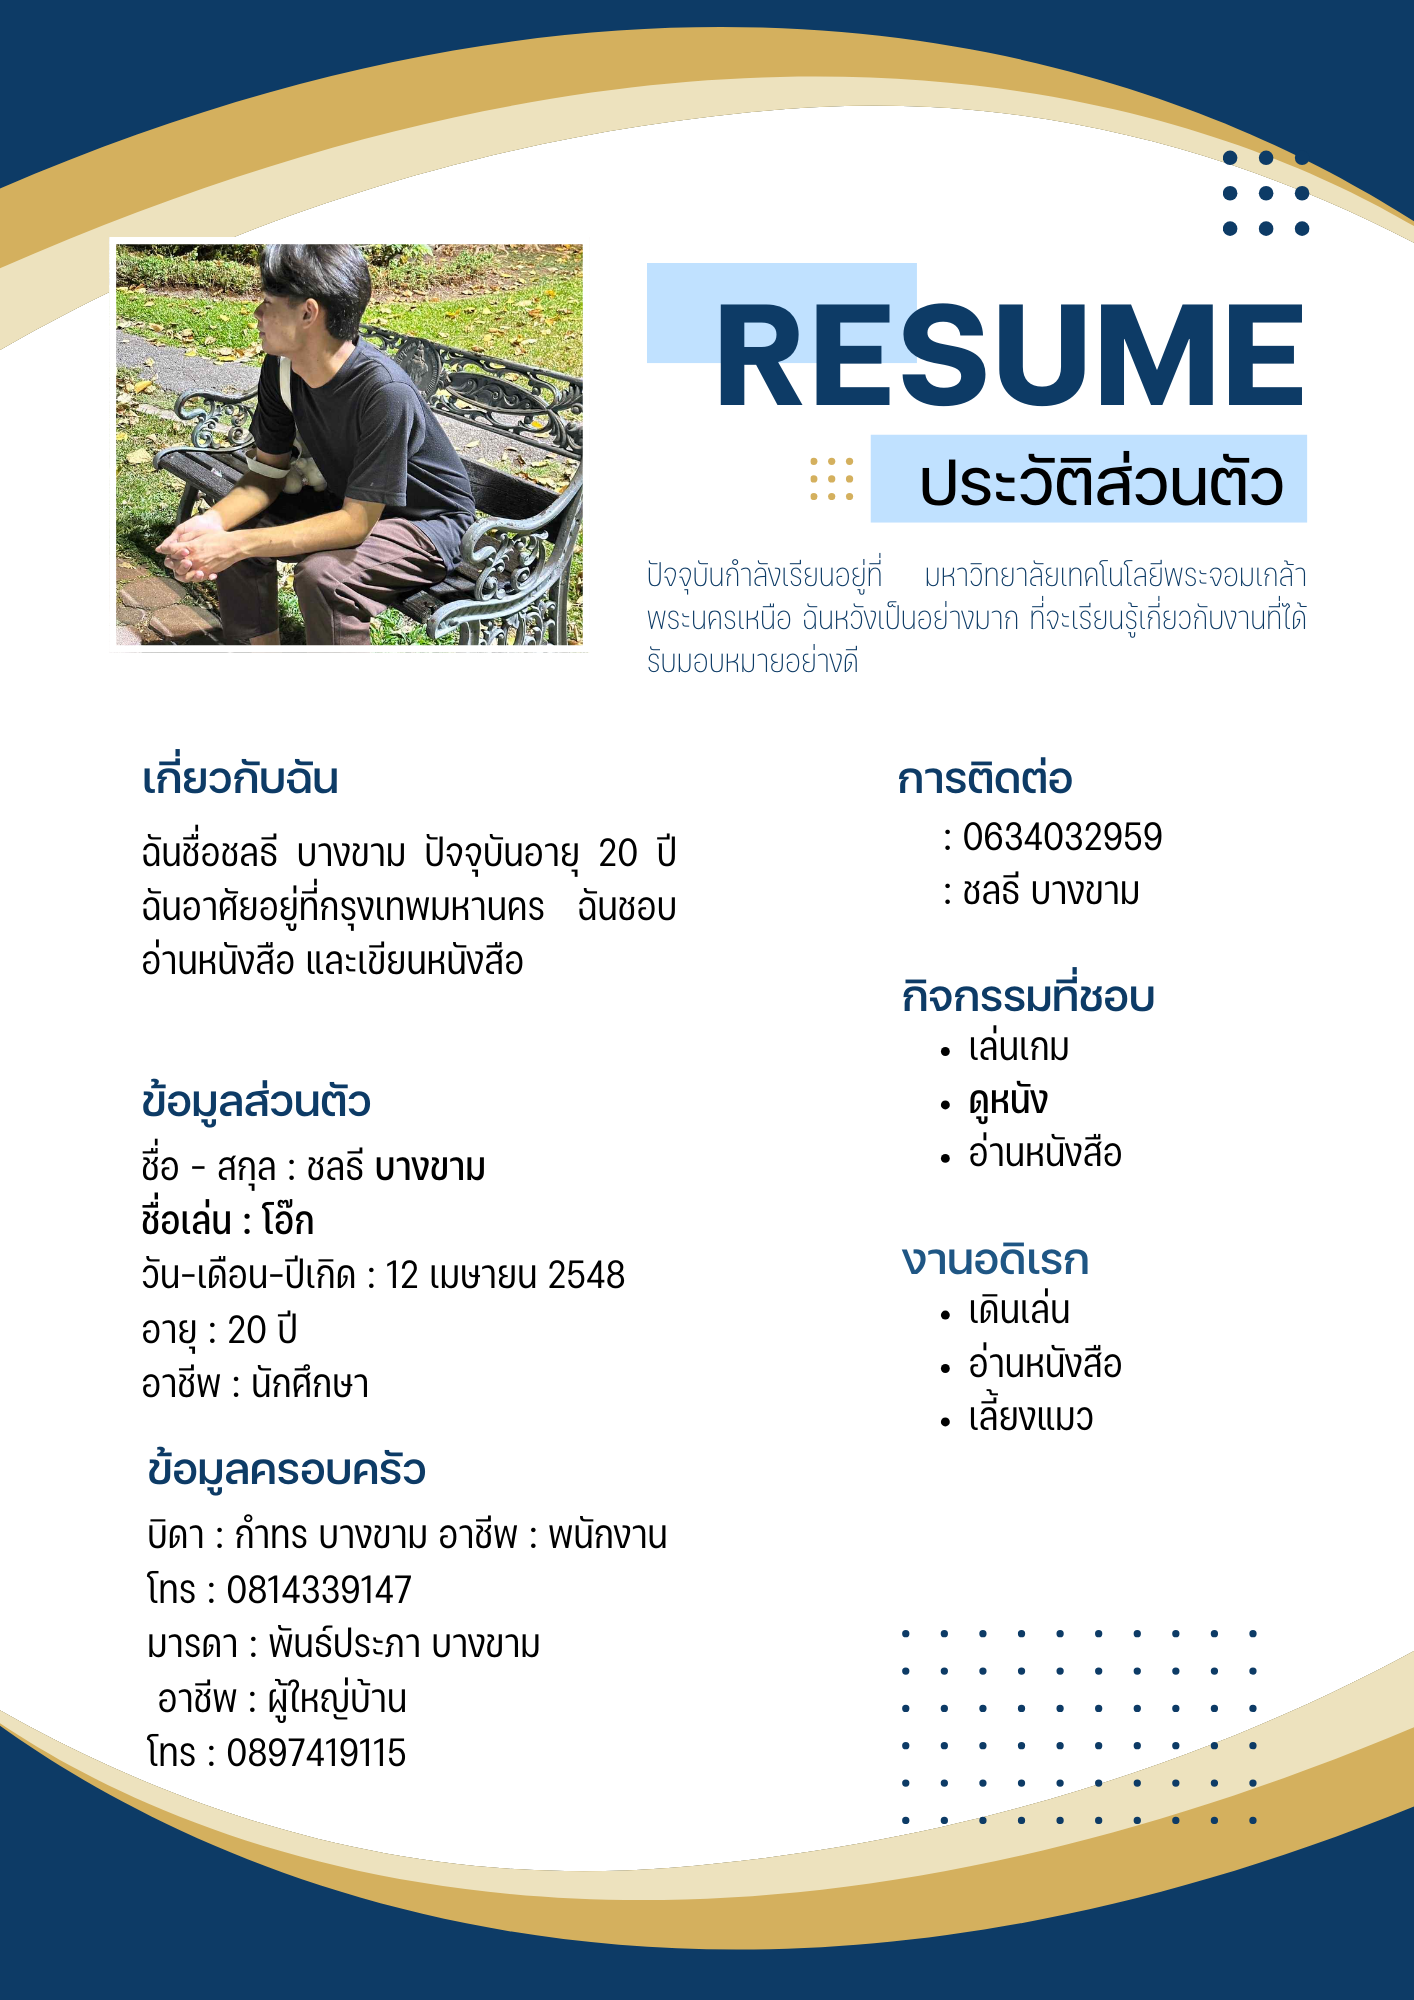 RESUME
ประวัติส่วนตัว
ปัจจุบันกำลังเรียนอยู่ที่ มหาวิทยาลัยเทคโนโลยีพระจอมเกล้า
พระนครเหนือ ฉันหวังเป็นอย่างมาก ที่จะเรียนรู้เกี่ยวกับงานที่ได้
รับมอบหมายอย่างดี
เกี่ยวกับฉัน
ฉันชื่อชลธี บางขาม ปัจจุบันอายุ 20 ปี
ฉันอาศัยอยู่ที่กรุงเทพมหานคร ฉันชอบ
อ่านหนังสือ และเขียนหนังสือ
ข้อมูลส่วนตัว
ชื่อ - สกุล : ชลธี บางขาม
ชื่อเล่น : โอ๊ก
วัน-เดือน-ปีเกิด : 12 เมษายน 2548
อายุ : 20 ปี
อาชีพ : นักศึกษา
ข้อมูลครอบครัว
บิดา : กำทร บางขาม อาชีพ : พนักงาน
โทร : 0814339147
มารดา : พันธ์ประภา บางขาม
อาชีพ : ผู้ใหญ่บ้าน
โทร : 0897419115
การติดต่อ
: 0634032959
: ชลธี บางขาม
กิจกรรมที่ชอบ
• เล่นเกม
• ดูหนัง
• อ่านหนังสือ
งานอดิเรก
• เดินเล่น
• อ่านหนังสือ
• เลี้ยงแมว